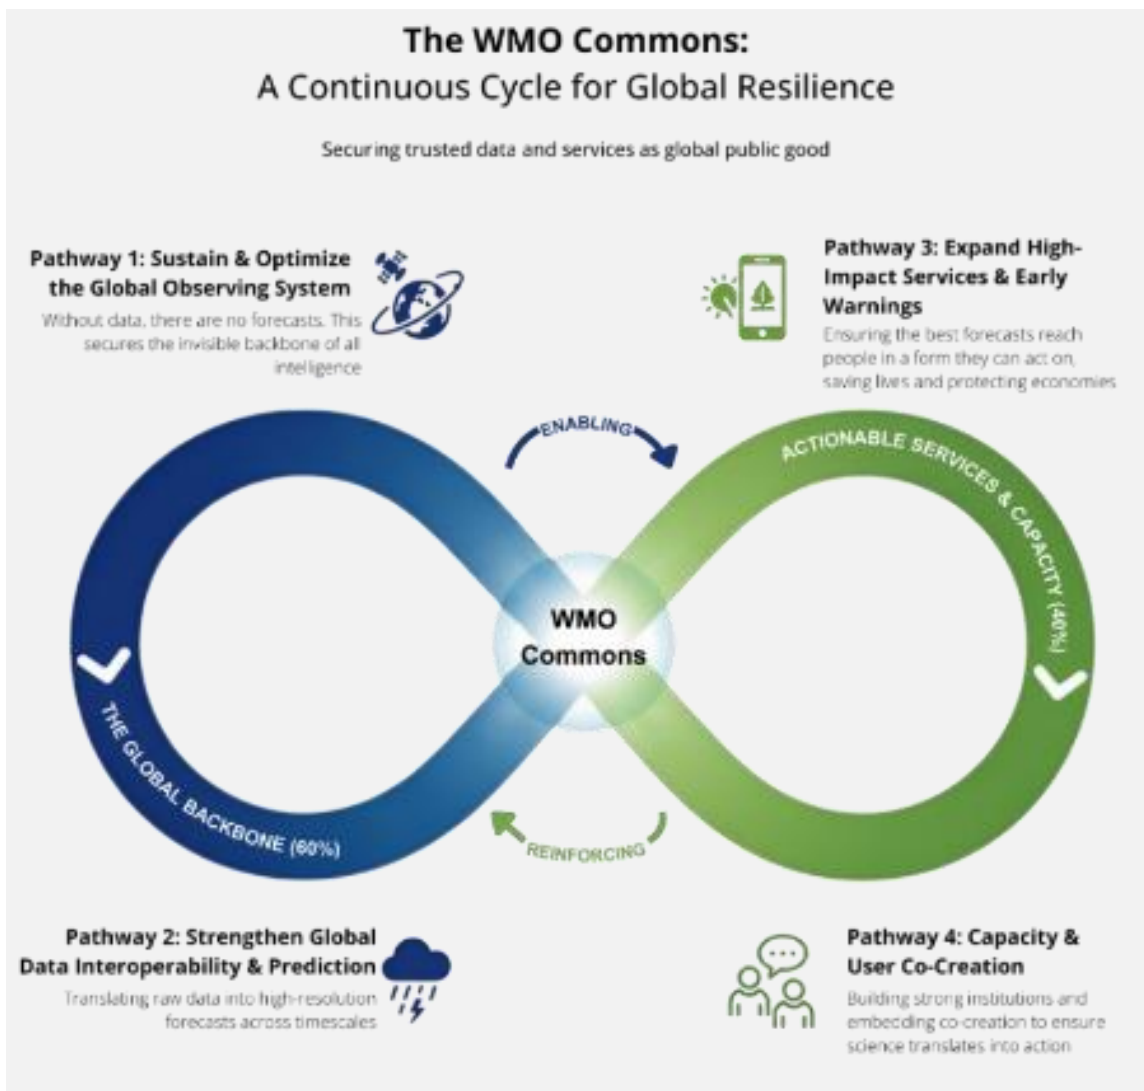 The WMO Commons:
A Continuous Cycle for Global Resilience
Securing trusted data and services as global public good
Pathway 1: Sustain & Optimize
the Global Observing System
Without data, there are no forecasts. This
secures the invisible backbone of all
intelligence
Pathway 3: Expand High-
Impact Services & Early
Warnings
Ensuring the best forecasts reach
people in a form they can act on,
saving lives and protecting economies
ENABLING
ACTIONABLE SERVICES & CAPACITY (40%)
WMO
Commons
THE GLOBAL BACKBONE (60%)
REINFORCING
Pathway 2: Strengthen Global
Data Interoperability & Prediction
Translating raw data into high-resolution
forecasts across timescales
Pathway 4: Capacity &
User Co-Creation
Building strong institutions and
embedding co-creation to ensure
science translates into action